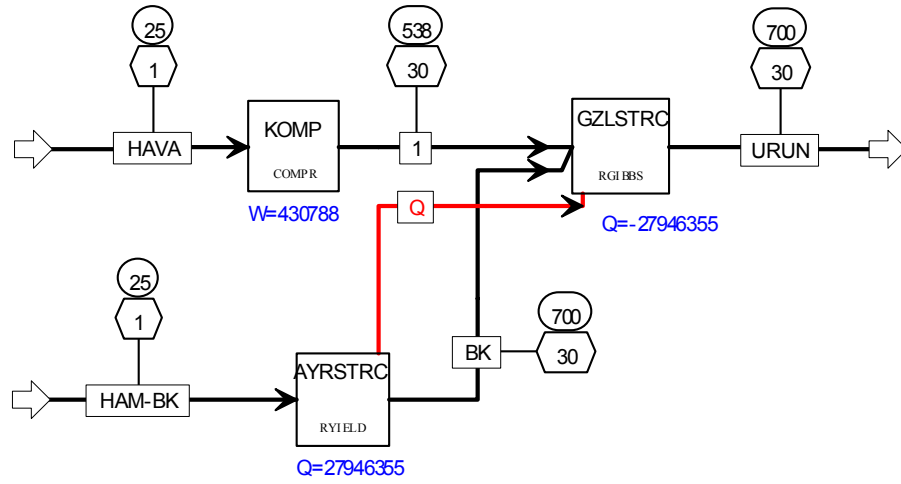 25
1
538
30
700
30
KOMP
COMPR
GZLSTRC
RGIBBS
HAVA
1
URUN
W=430788
Q
Q=-27946355
25
1
700
30
BK
AYRSTRC
RYIELD
HAM-BK
Q=27946355